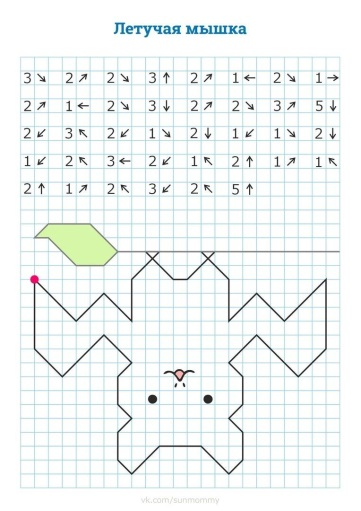 Летучая мышка
3 ↘ 2 ↗ 2 ↘ 3 ↑ 2 ↗ 1 ← 2 ↘ 1 →
2 ↗ 1 ← 2 ↘ 3 ↓ 2 ↗ 2 ↘ 3 ↗ 5 ↓
2 ↙ 3 ↖ 2 ↙ 1 ↘ 2 ↓ 1 ↙ 1 ↘ 2 ↓
1 ↙ 2 ↖ 3 ← 2 ↙ 1 ↖ 2 ↑ 1 ↗ 1 ↖
2 ↑ 1 ↗ 2 ↖ 3 ↙ 2 ↖ 5 ↑
vk.com/sunmommy